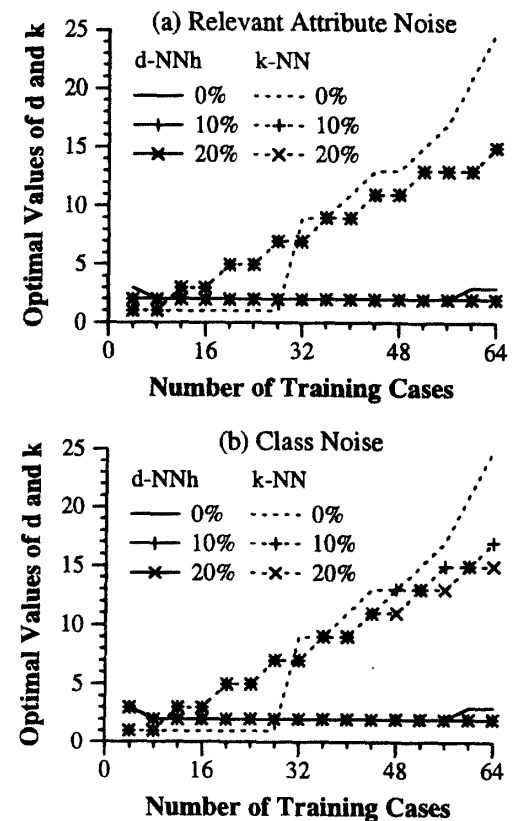 (a) Relevant Attribute Noise
Optimal Values of d and k
25
20
15
10
5
0
d-NNh k-NN
0% 0%
10% 10%
20% 20%
0 16 32 48 64
Number of Training Cases
(b) Class Noise
Optimal Values of d and k
25
20
15
10
5
0
d-NNh k-NN
0% 0%
10% 10%
20% 20%
0 16 32 48 64
Number of Training Cases